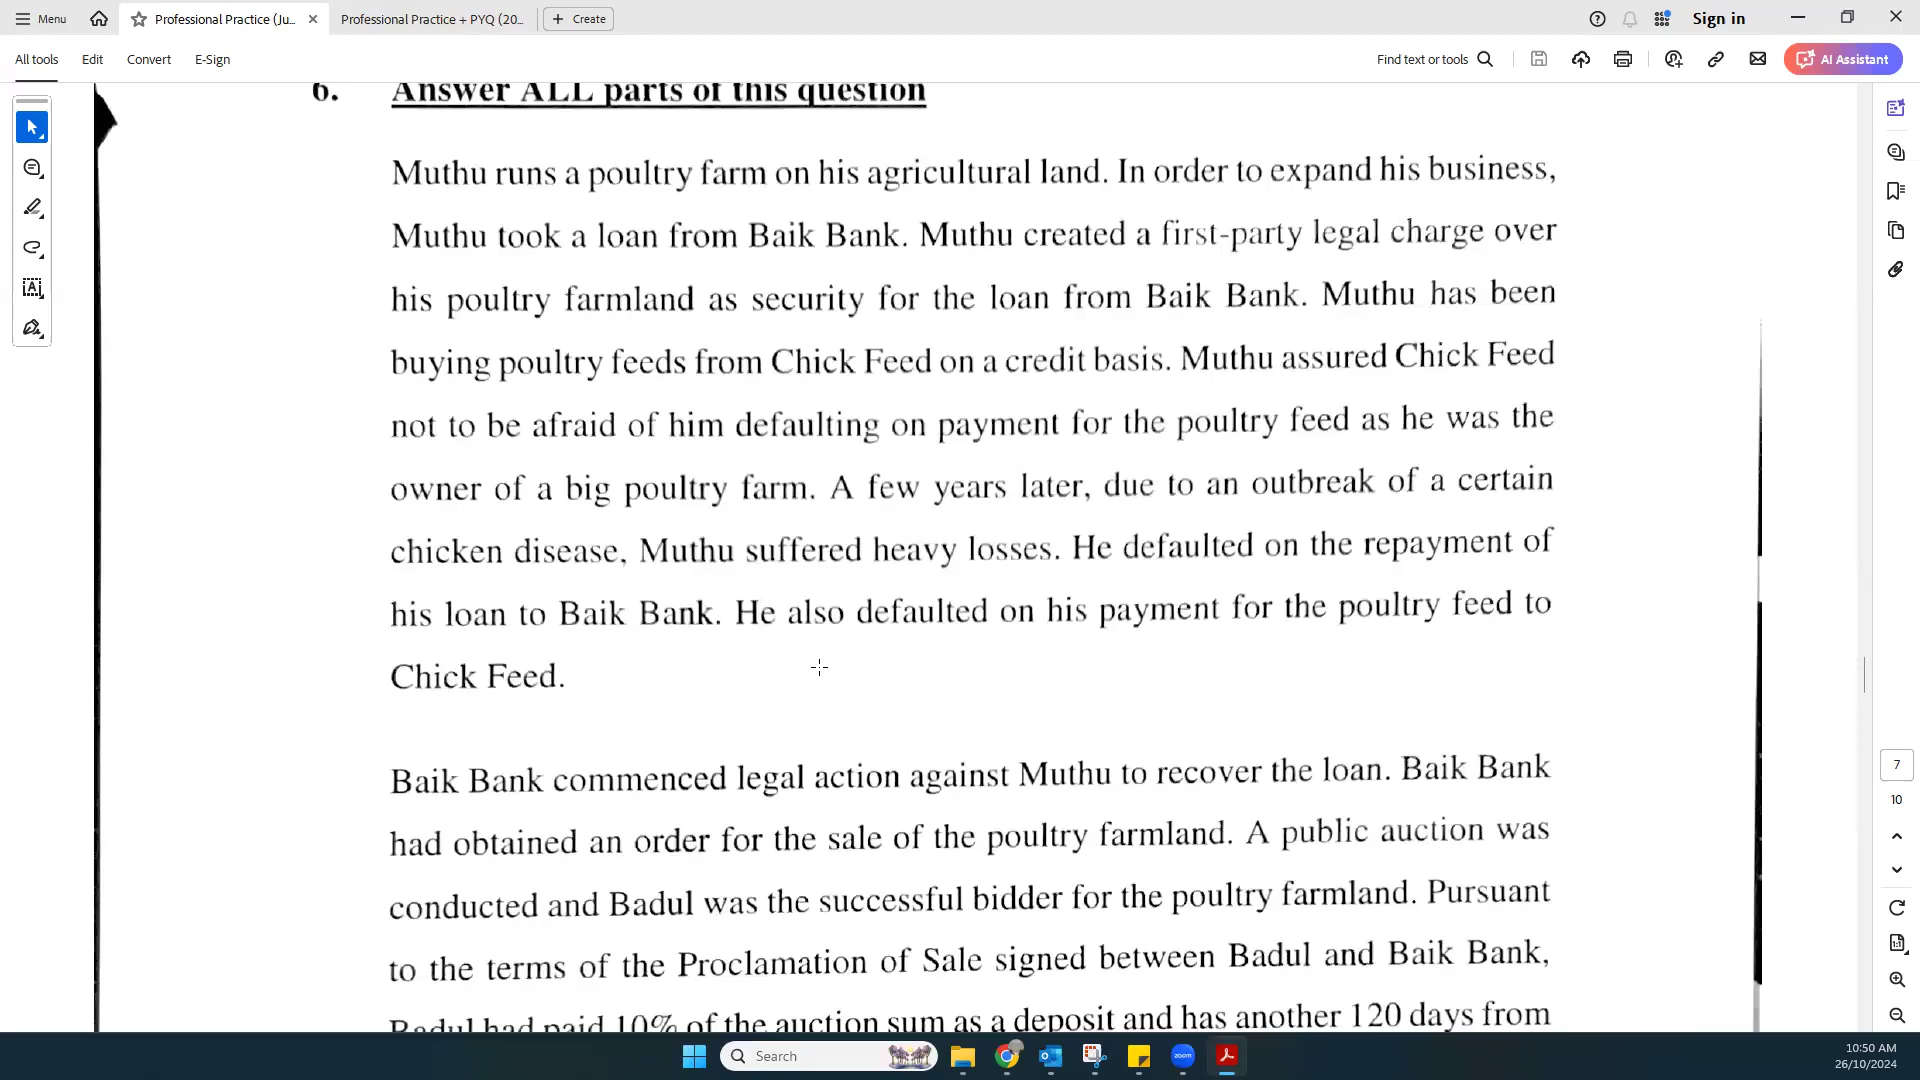 Menu
Professional Practice (Ju...
Professional Practice + PYQ (20...
Create
Sign in
All tools
Edit
Convert
E-Sign
Find text or tools
AI Assistant
6. Answer ALL parts of this question
Muthu runs a poultry farm on his agricultural land. In order to expand his business,
Muthu took a loan from Baik Bank. Muthu created a first-party legal charge over
his poultry farmland as security for the loan from Baik Bank. Muthu has been
buying poultry feeds from Chick Feed on a credit basis. Muthu assured Chick Feed
not to be afraid of him defaulting on payment for the poultry feed as he was the
owner of a big poultry farm. A few years later, due to an outbreak of a certain
chicken disease, Muthu suffered heavy losses. He defaulted on the repayment of
his loan to Baik Bank. He also defaulted on his payment for the poultry feed to
Chick Feed.
Baik Bank commenced legal action against Muthu to recover the loan. Baik Bank
had obtained an order for the sale of the poultry farmland. A public auction was
conducted and Badul was the successful bidder for the poultry farmland. Pursuant
to the terms of the Proclamation of Sale signed between Badul and Baik Bank,
Badul had paid 10% of the auction sum as a deposit and has another 120 days from
7
10
Search
zoom
10:50 AM
26/10/2024